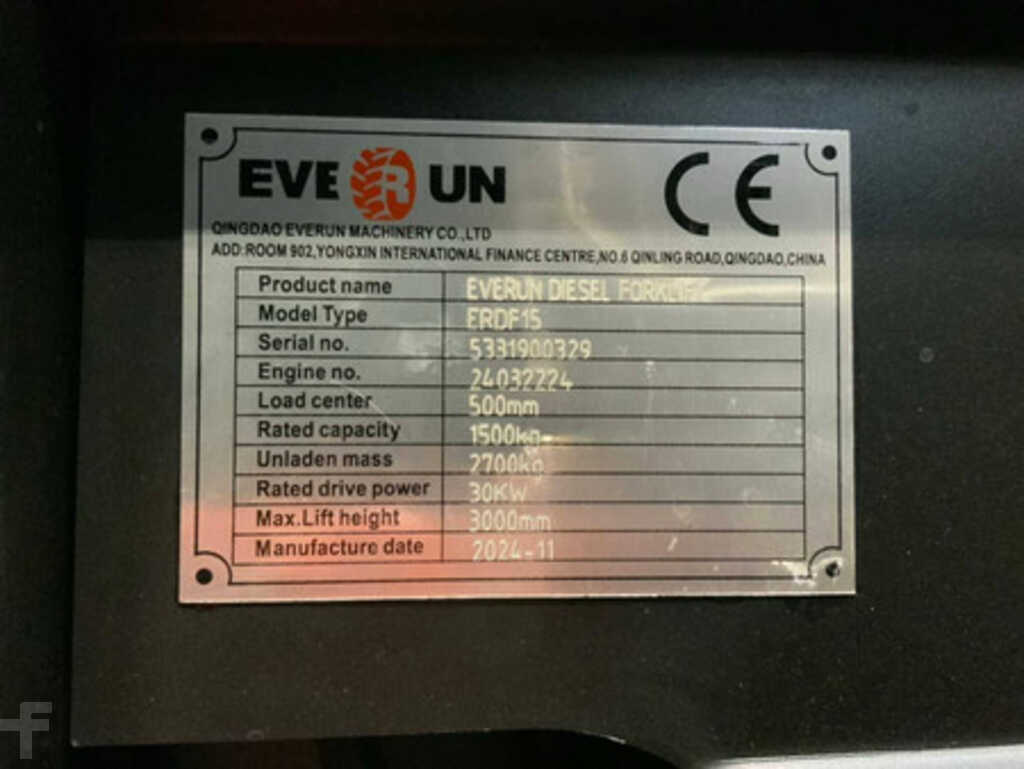 EVERUN
CE
QINGDAO EVERUN MACHINERY CO.,LTD
ADD:ROOM 902,YONGXIN INTERNATIONAL FINANCE CENTRE,NO.6 QINLING ROAD,QINGDAO,CHINA
Product name EVERUN DIESEL FORKLIFT
Model Type ERDF15
Serial no. 5331900329
Engine no. 24032224
Load center 500mm
Rated capacity 1500kg
Unladen mass 2700kg
Rated drive power 30KW
Max.Lift height 3000mm
Manufacture date 2024-11